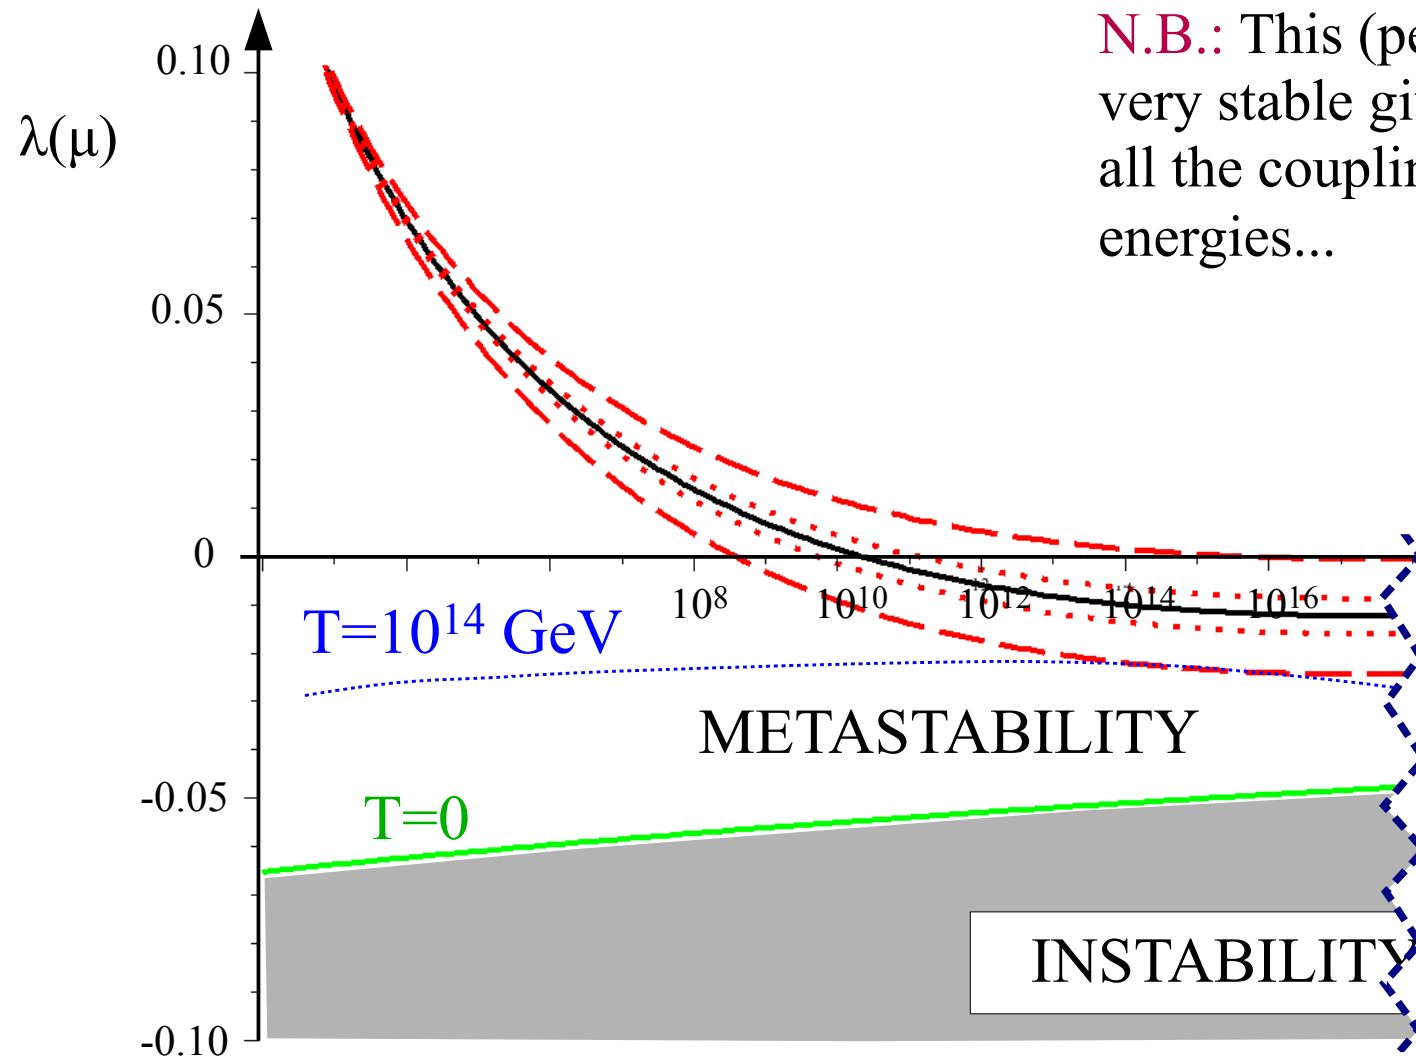 N.B.: This (pe
very stable gi
all the couplin
energies...
λ(μ)
0.10
0.05
0
-0.05
-0.10
10⁸ 10¹⁰ 10¹² 10¹⁴ 10¹⁶
T=10¹⁴ GeV
METASTABILITY
T=0
INSTABILITY